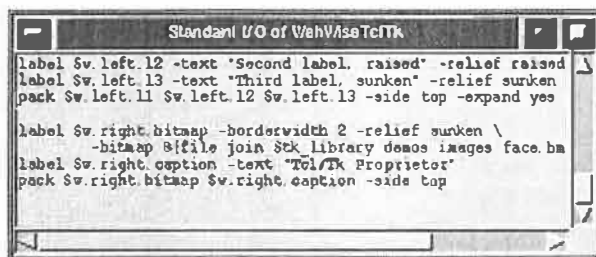 Standard I/O of WehWiseTclTk
label $w.left.l2 -text "Second label, raised" -relief raised
label $w.left.l3 -text "Third label, sunken" -relief sunken
pack $w.left.l1 $w.left.l2 $w.left.l3 -side top -expand yes
label $w.right.bitmap -borderwidth 2 -relief sunken \
-bitmap @[file join $tk_library demos images face.bm
label $w.right.caption -text "Tcl/Tk Proprietor"
pack $w.right.bitmap $w.right.caption -side top